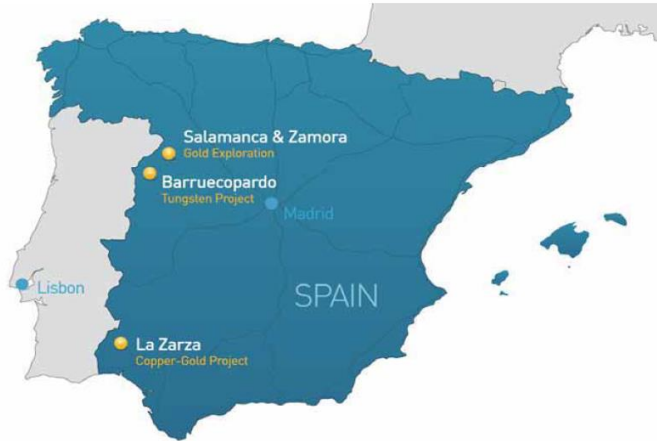 Salamanca & Zamora
Gold Exploration
Barruecopardo
Tungsten Project
Madrid
Lisbon
SPAIN
La Zarza
Copper-Gold Project